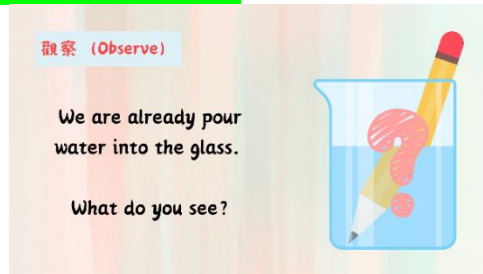 觀察 (Observe)
We are already pour
water into the glass.
What do you see?
?